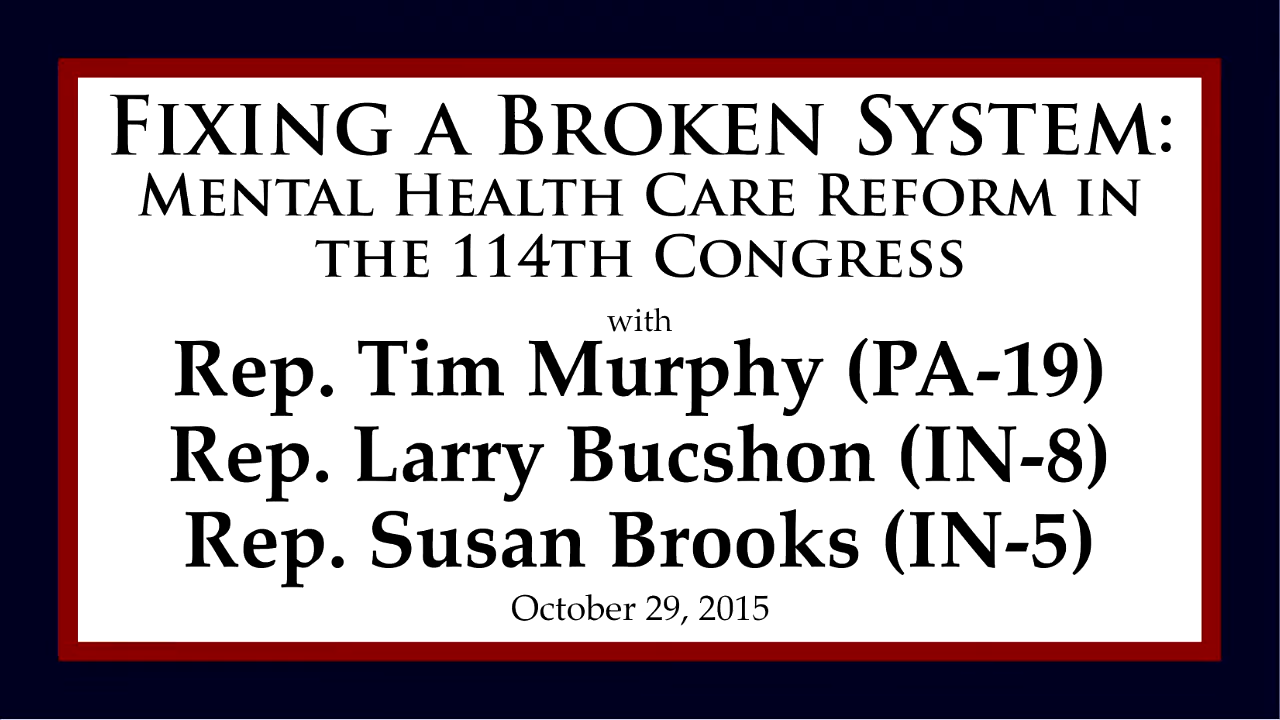 Fixing a Broken System:
Mental Health Care Reform in
the 114th Congress
with
Rep. Tim Murphy (PA-19)
Rep. Larry Bucshon (IN-8)
Rep. Susan Brooks (IN-5)
October 29, 2015